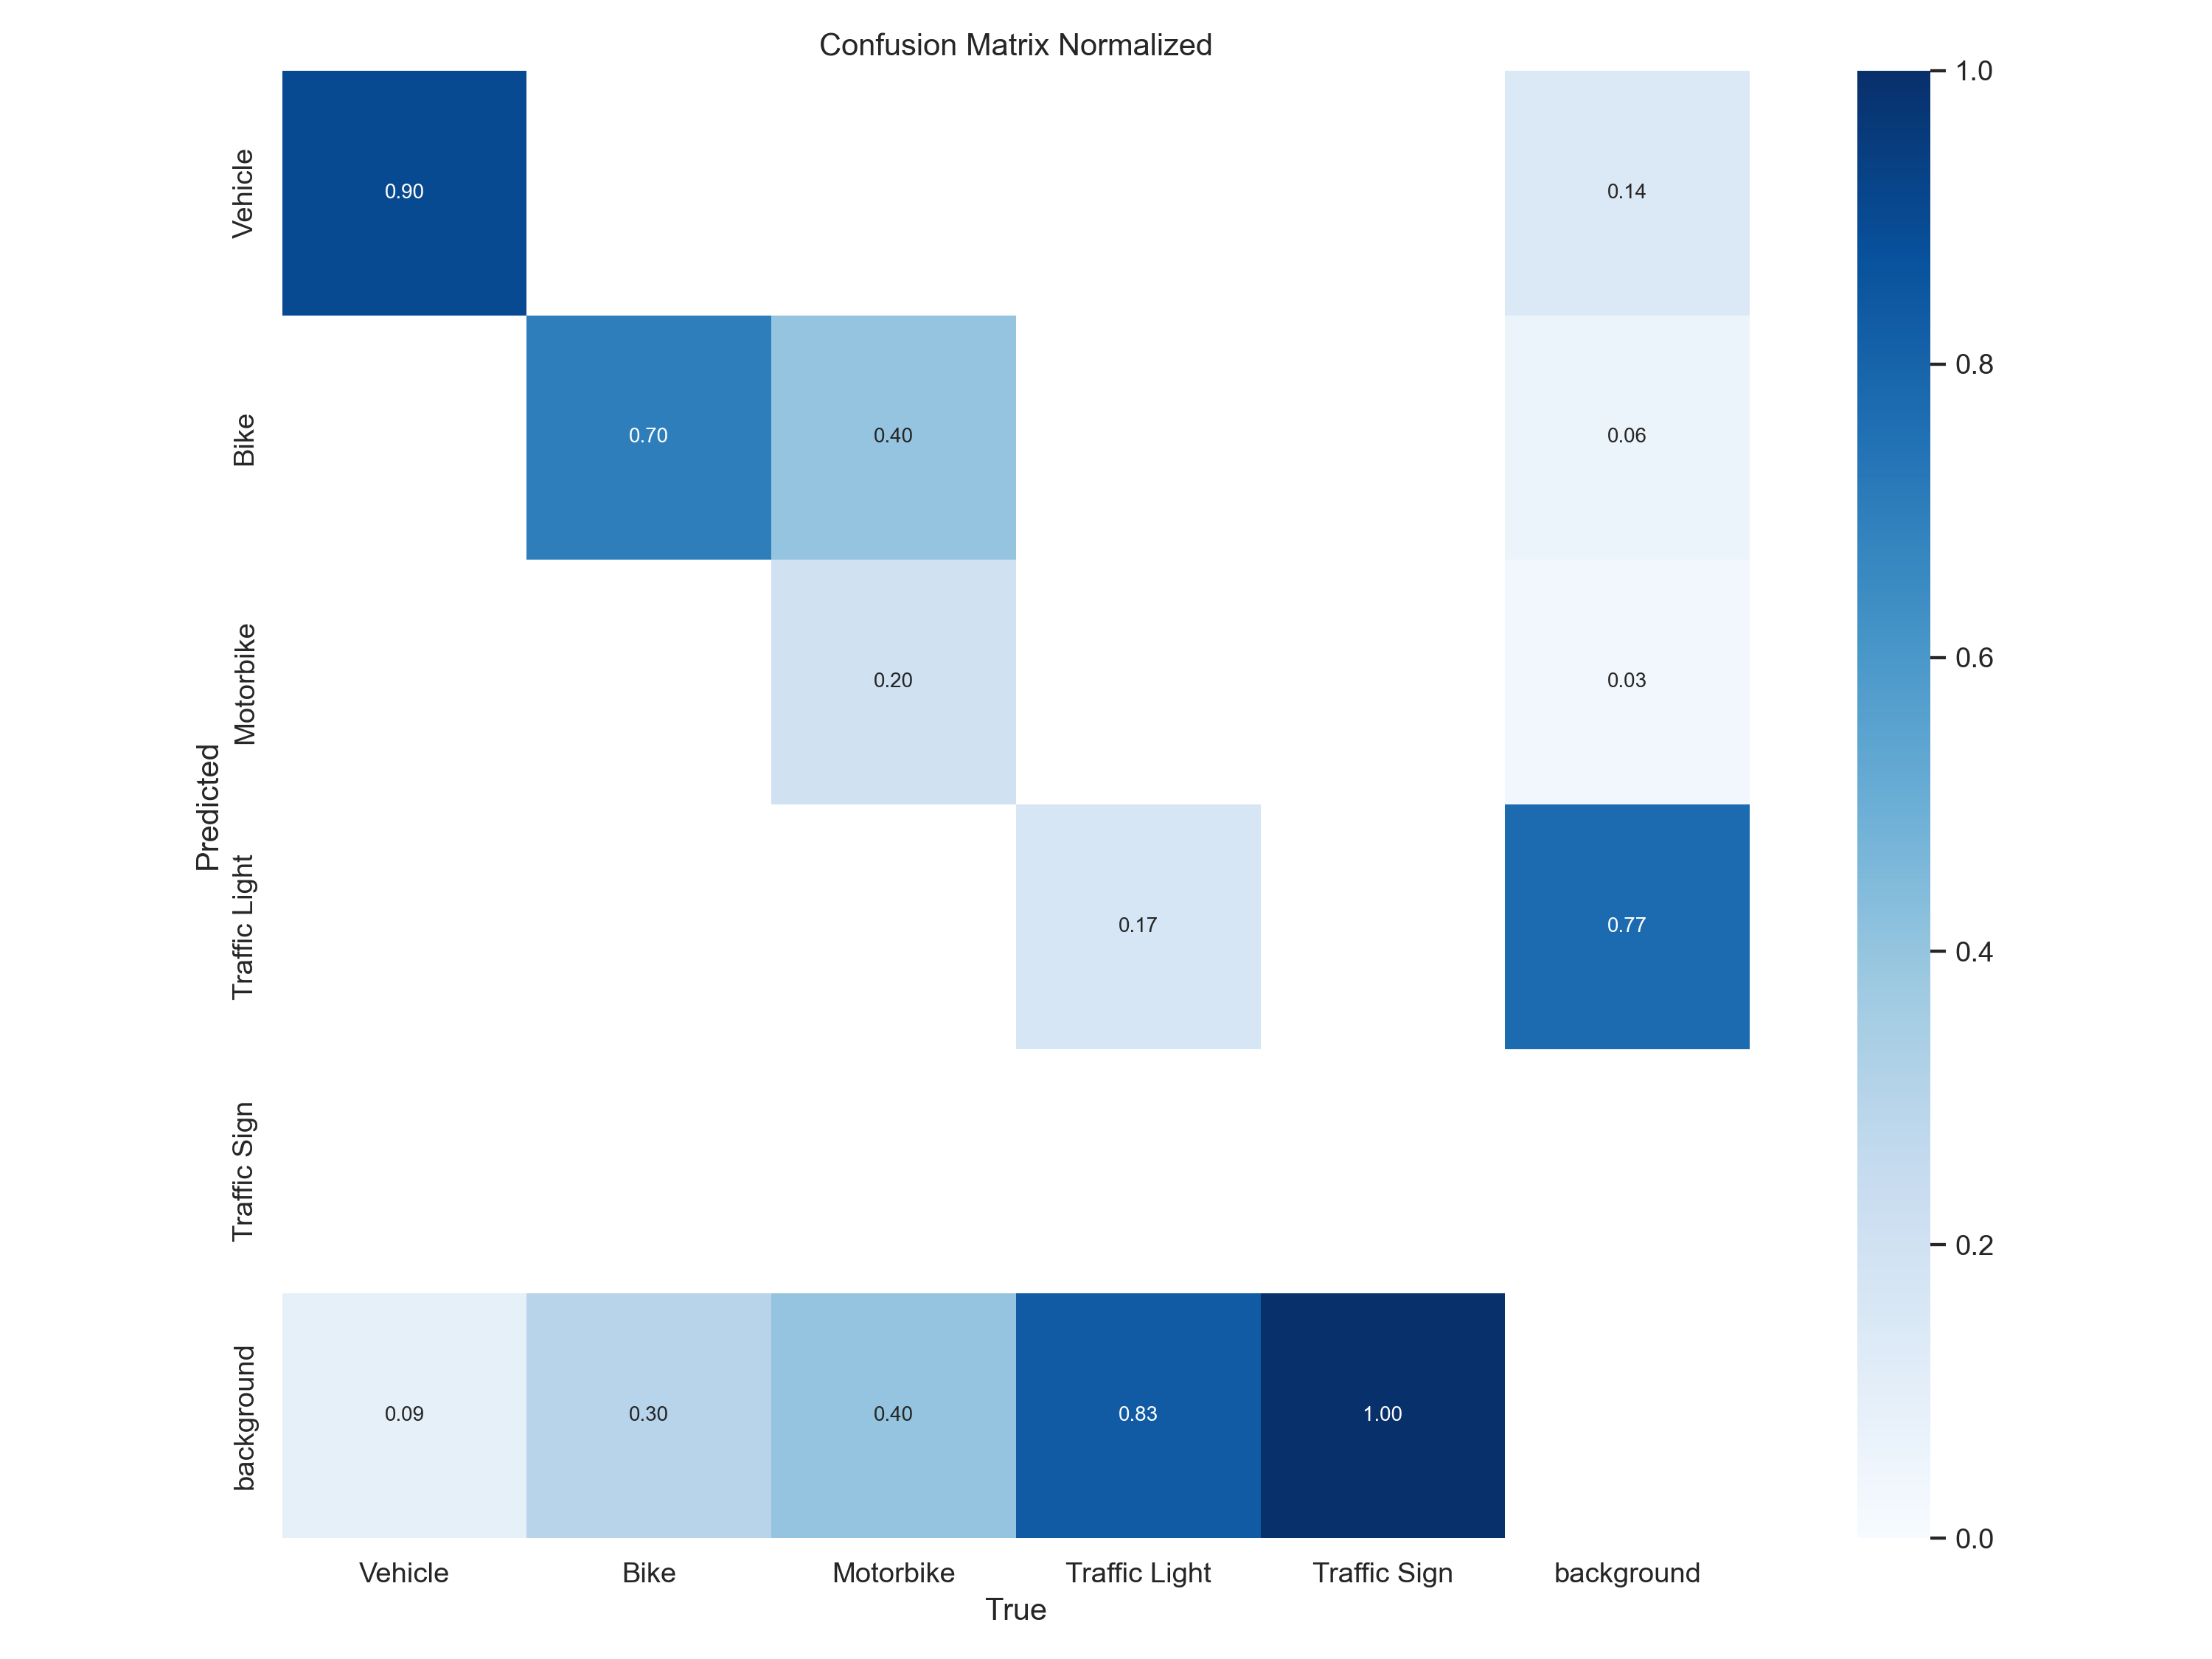 Confusion Matrix Normalized
Vehicle 0.90 0.14
Bike 0.70 0.40 0.06
Motorbike 0.20 0.03
Traffic Light 0.17 0.77
Traffic Sign
background 0.09 0.30 0.40 0.83 1.00
Predicted
Vehicle Bike Motorbike Traffic Light Traffic Sign background
True
1.0
0.8
0.6
0.4
0.2
0.0